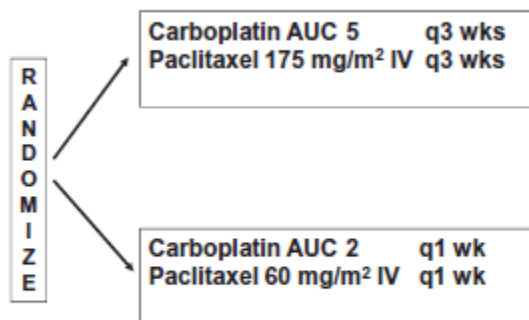 RANDOMIZE
Carboplatin AUC 5 q3 wks
Paclitaxel 175 mg/m² IV q3 wks
Carboplatin AUC 2 q1 wk
Paclitaxel 60 mg/m² IV q1 wk